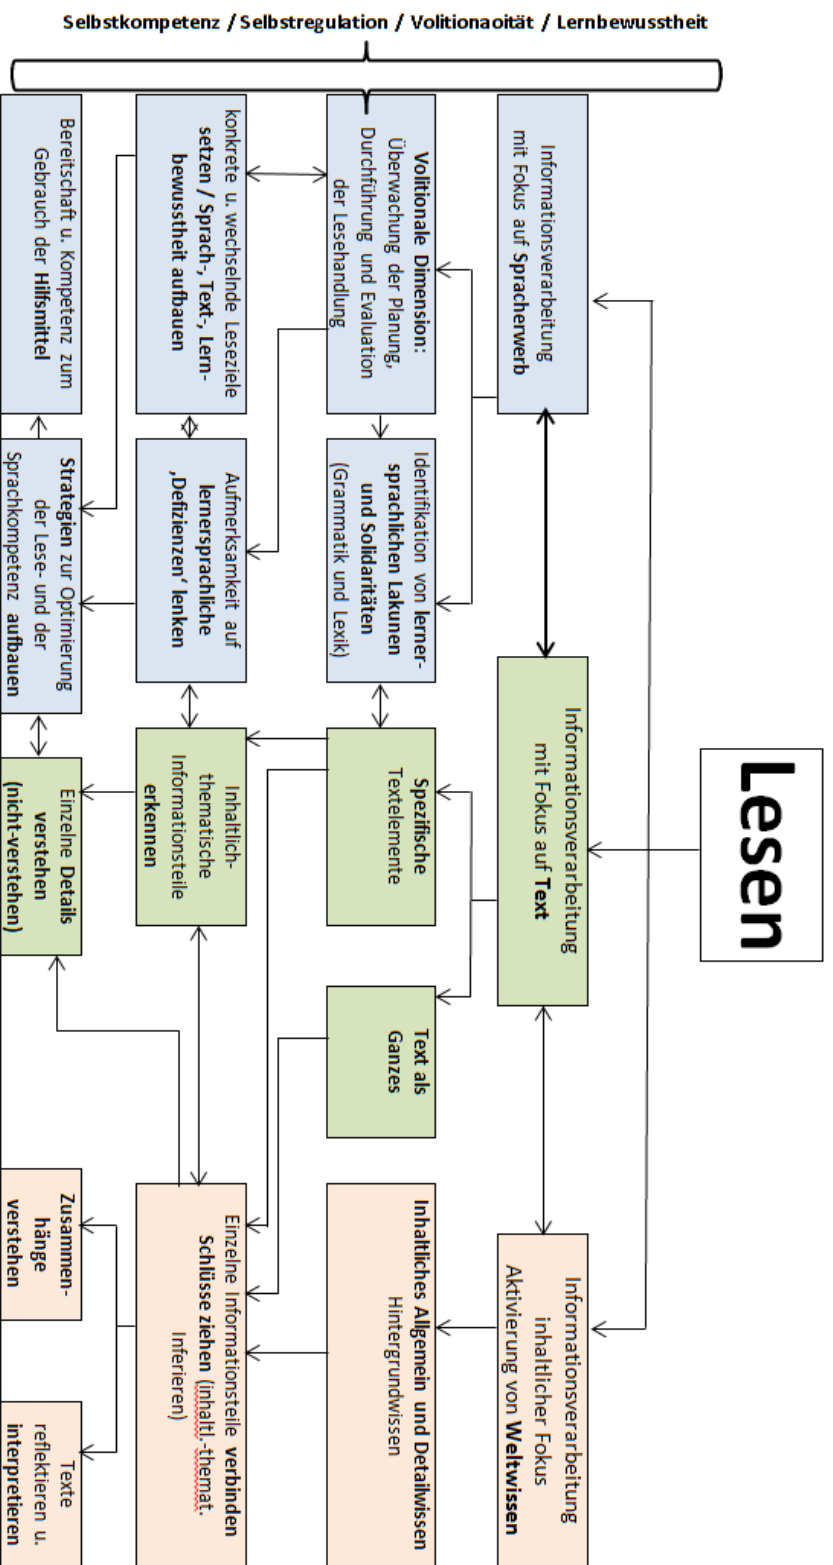 Selbstkompetenz / Selbstregulation / Volitionaoität / Lernbewusstheit
Lesen
Informationsverarbeitung
mit Fokus auf Spracherwerb
Informationsverarbeitung
mit Fokus auf Text
Informationsverarbeitung
inhaltlicher Fokus
Aktivierung von Weltwissen
Volitionale Dimension:
Überwachung der Planung,
Durchführung und Evaluation
der Lesehandlung
Identifikation von lerner-
sprachlichen Lakunen
und Solidaritäten
(Grammatik und Lexik)
Spezifische
Textelemente
Text als
Ganzes
Inhaltliches Allgemein und Detailwissen
Hintergrundwissen
konkrete u. wechselnde Leseziele
setzen / Sprach-, Text-, Lern-
bewusstheit aufbauen
Aufmerksamkeit auf
lernersprachliche
‚Defizienzen‘ lenken
Inhaltlich-
thematische
Informationsteile
erkennen
Einzelne Informationsteile verbinden
Schlüsse ziehen (inhaltl.-themat.
Inferieren)
Bereitschaft u. Kompetenz zum
Gebrauch der Hilfsmittel
Strategien zur Optimierung
der Lese- und der
Sprachkompetenz aufbauen
Einzelne Details
verstehen
(nicht-verstehen)
Zusammen-
hänge
verstehen
Texte
reflektieren u.
interpretieren